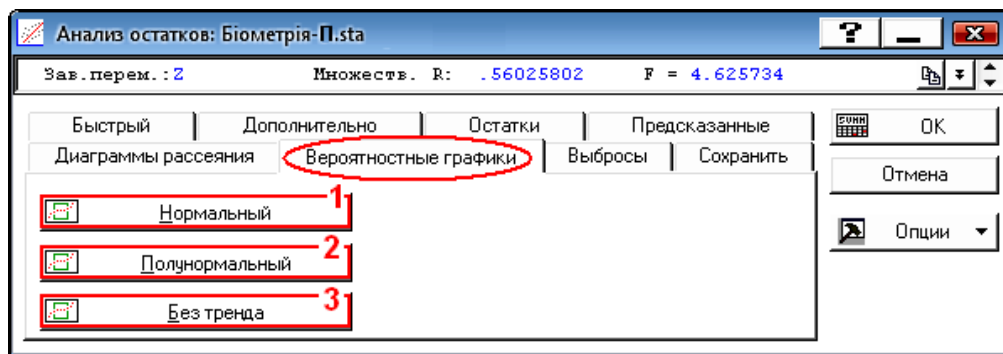 Анализ остатков: Біометрія-П.sta
?
Зав.перем.:Z Множеств. R: .56025802 F = 4.625734
Быстрый Дополнительно Остатки Предсказанные
Диаграммы рассеяния Вероятностные графики Выбросы Сохранить
Нормальный 1
Полунормальный 2
Без тренда 3
SUMM OK
Отмена
Опции